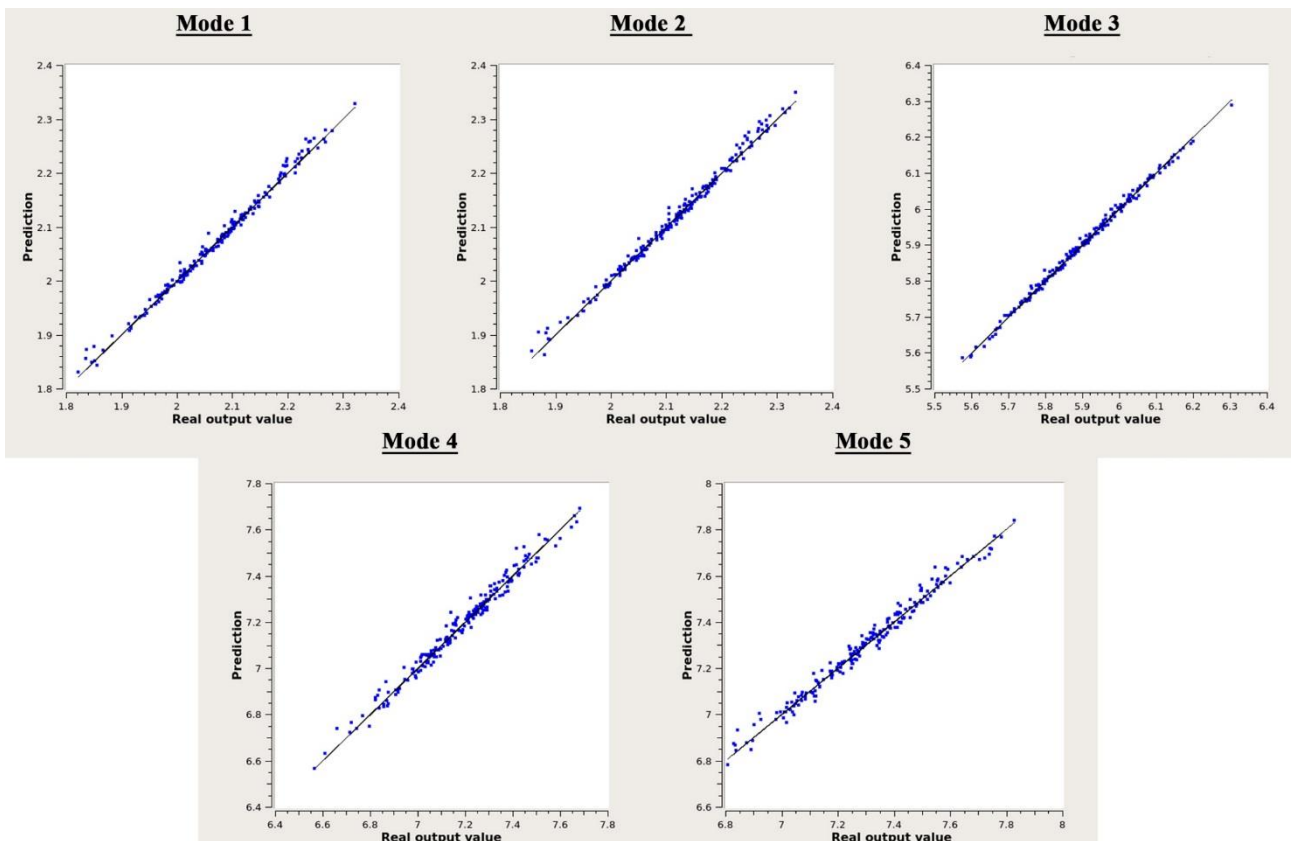 Mode 1 Mode 2 Mode 3
2.4 2.4 6.4
6.3
2.3 2.3
6.2
2.2 2.2 6.1
6
2.1 2.1
5.9
2 2 5.8
5.7
1.9 1.9
5.6
1.8 1.8 5.5
Prediction Prediction Prediction
1.8 1.9 2 2.1 2.2 2.3 2.4 1.8 1.9 2 2.1 2.2 2.3 2.4 5.5 5.6 5.7 5.8 5.9 6 6.1 6.2 6.3 6.4
Real output value Real output value Real output value
Mode 4 Mode 5
7.8 8
7.6 7.8
7.4 7.6
7.2 7.4
7 7.2
6.8 7
6.6 6.8
6.4 6.6
Prediction Prediction
6.4 6.6 6.8 7 7.2 7.4 7.6 7.8 6.8 7 7.2 7.4 7.6 7.8 8
Real output value Real output value